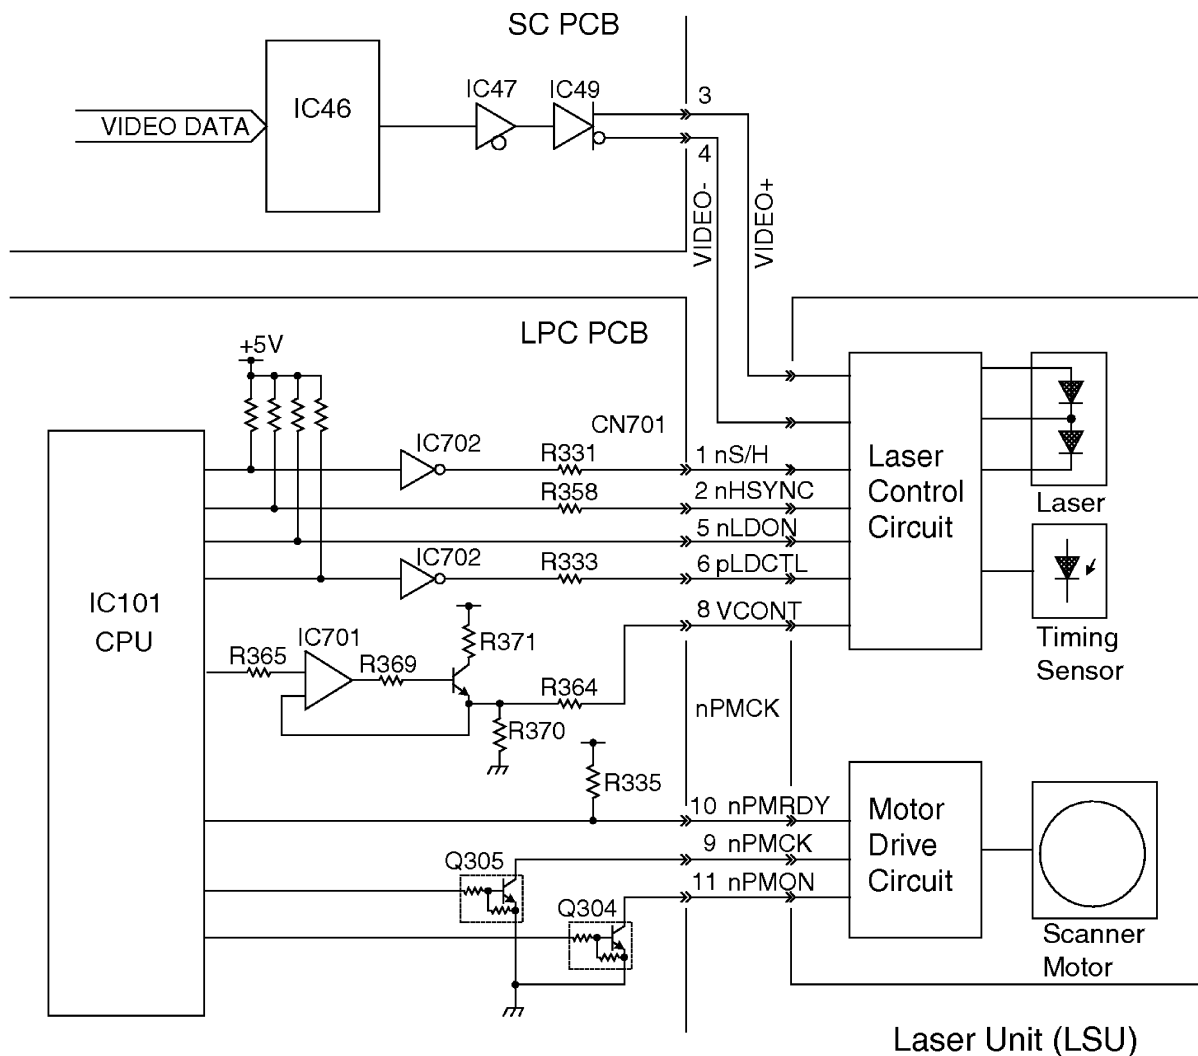 SC PCB
IC47
IC49
IC46
VIDEO DATA
3
4
VIDEO-
VIDEO+
LPC PCB
+5V
CN701
IC702
R331
1 nS/H
R358
2 nHSYNC
5 nLDON
IC702
R333
6 pLDCTL
8 VCONT
Laser
Control
Circuit
Laser
Timing
Sensor
IC101
CPU
IC701
R365
R369
R371
R364
R370
nPMCK
R335
10 nPMRDY
9 nPMCK
11 nPMON
Q305
Q304
Motor
Drive
Circuit
Scanner
Motor
Laser Unit (LSU)